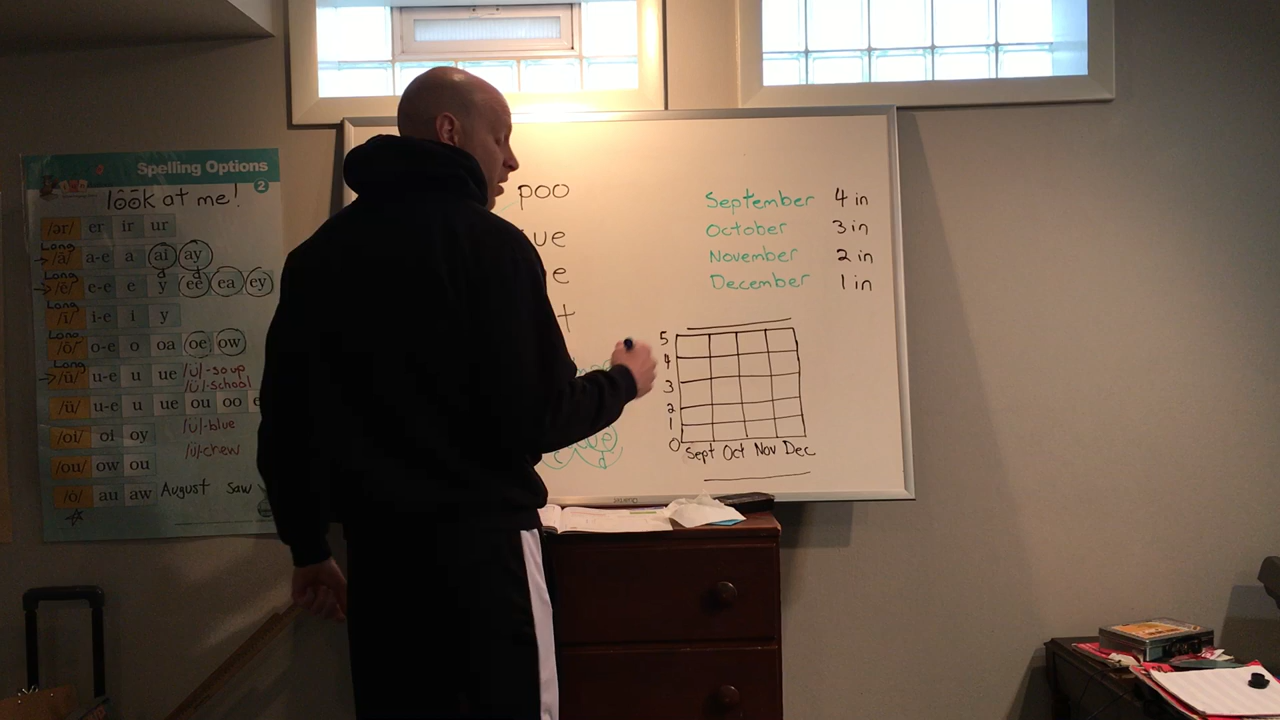 Spelling Options
2
lôōk at me!
/ər/ er ir ur
Long
/ā/ a-e a ai ay
Long
/ē/ e-e e y ee ea ey
Long
/ī/ i-e i y
Long
/ō/ o-e o oa oe ow
Long
/ū/ u-e u ue /ü/-soup
/ü/-school
/ü/ u-e u ue ou oo e
/oi/ oi oy /ü/-blue
/ü/-crew
/ou/ ow ou
/ó/ au aw August Saw
poo
ue
e
t
September 4 in
October 3 in
November 2 in
December 1 in
5
4
3
2
1
0
Sept Oct Nov Dec